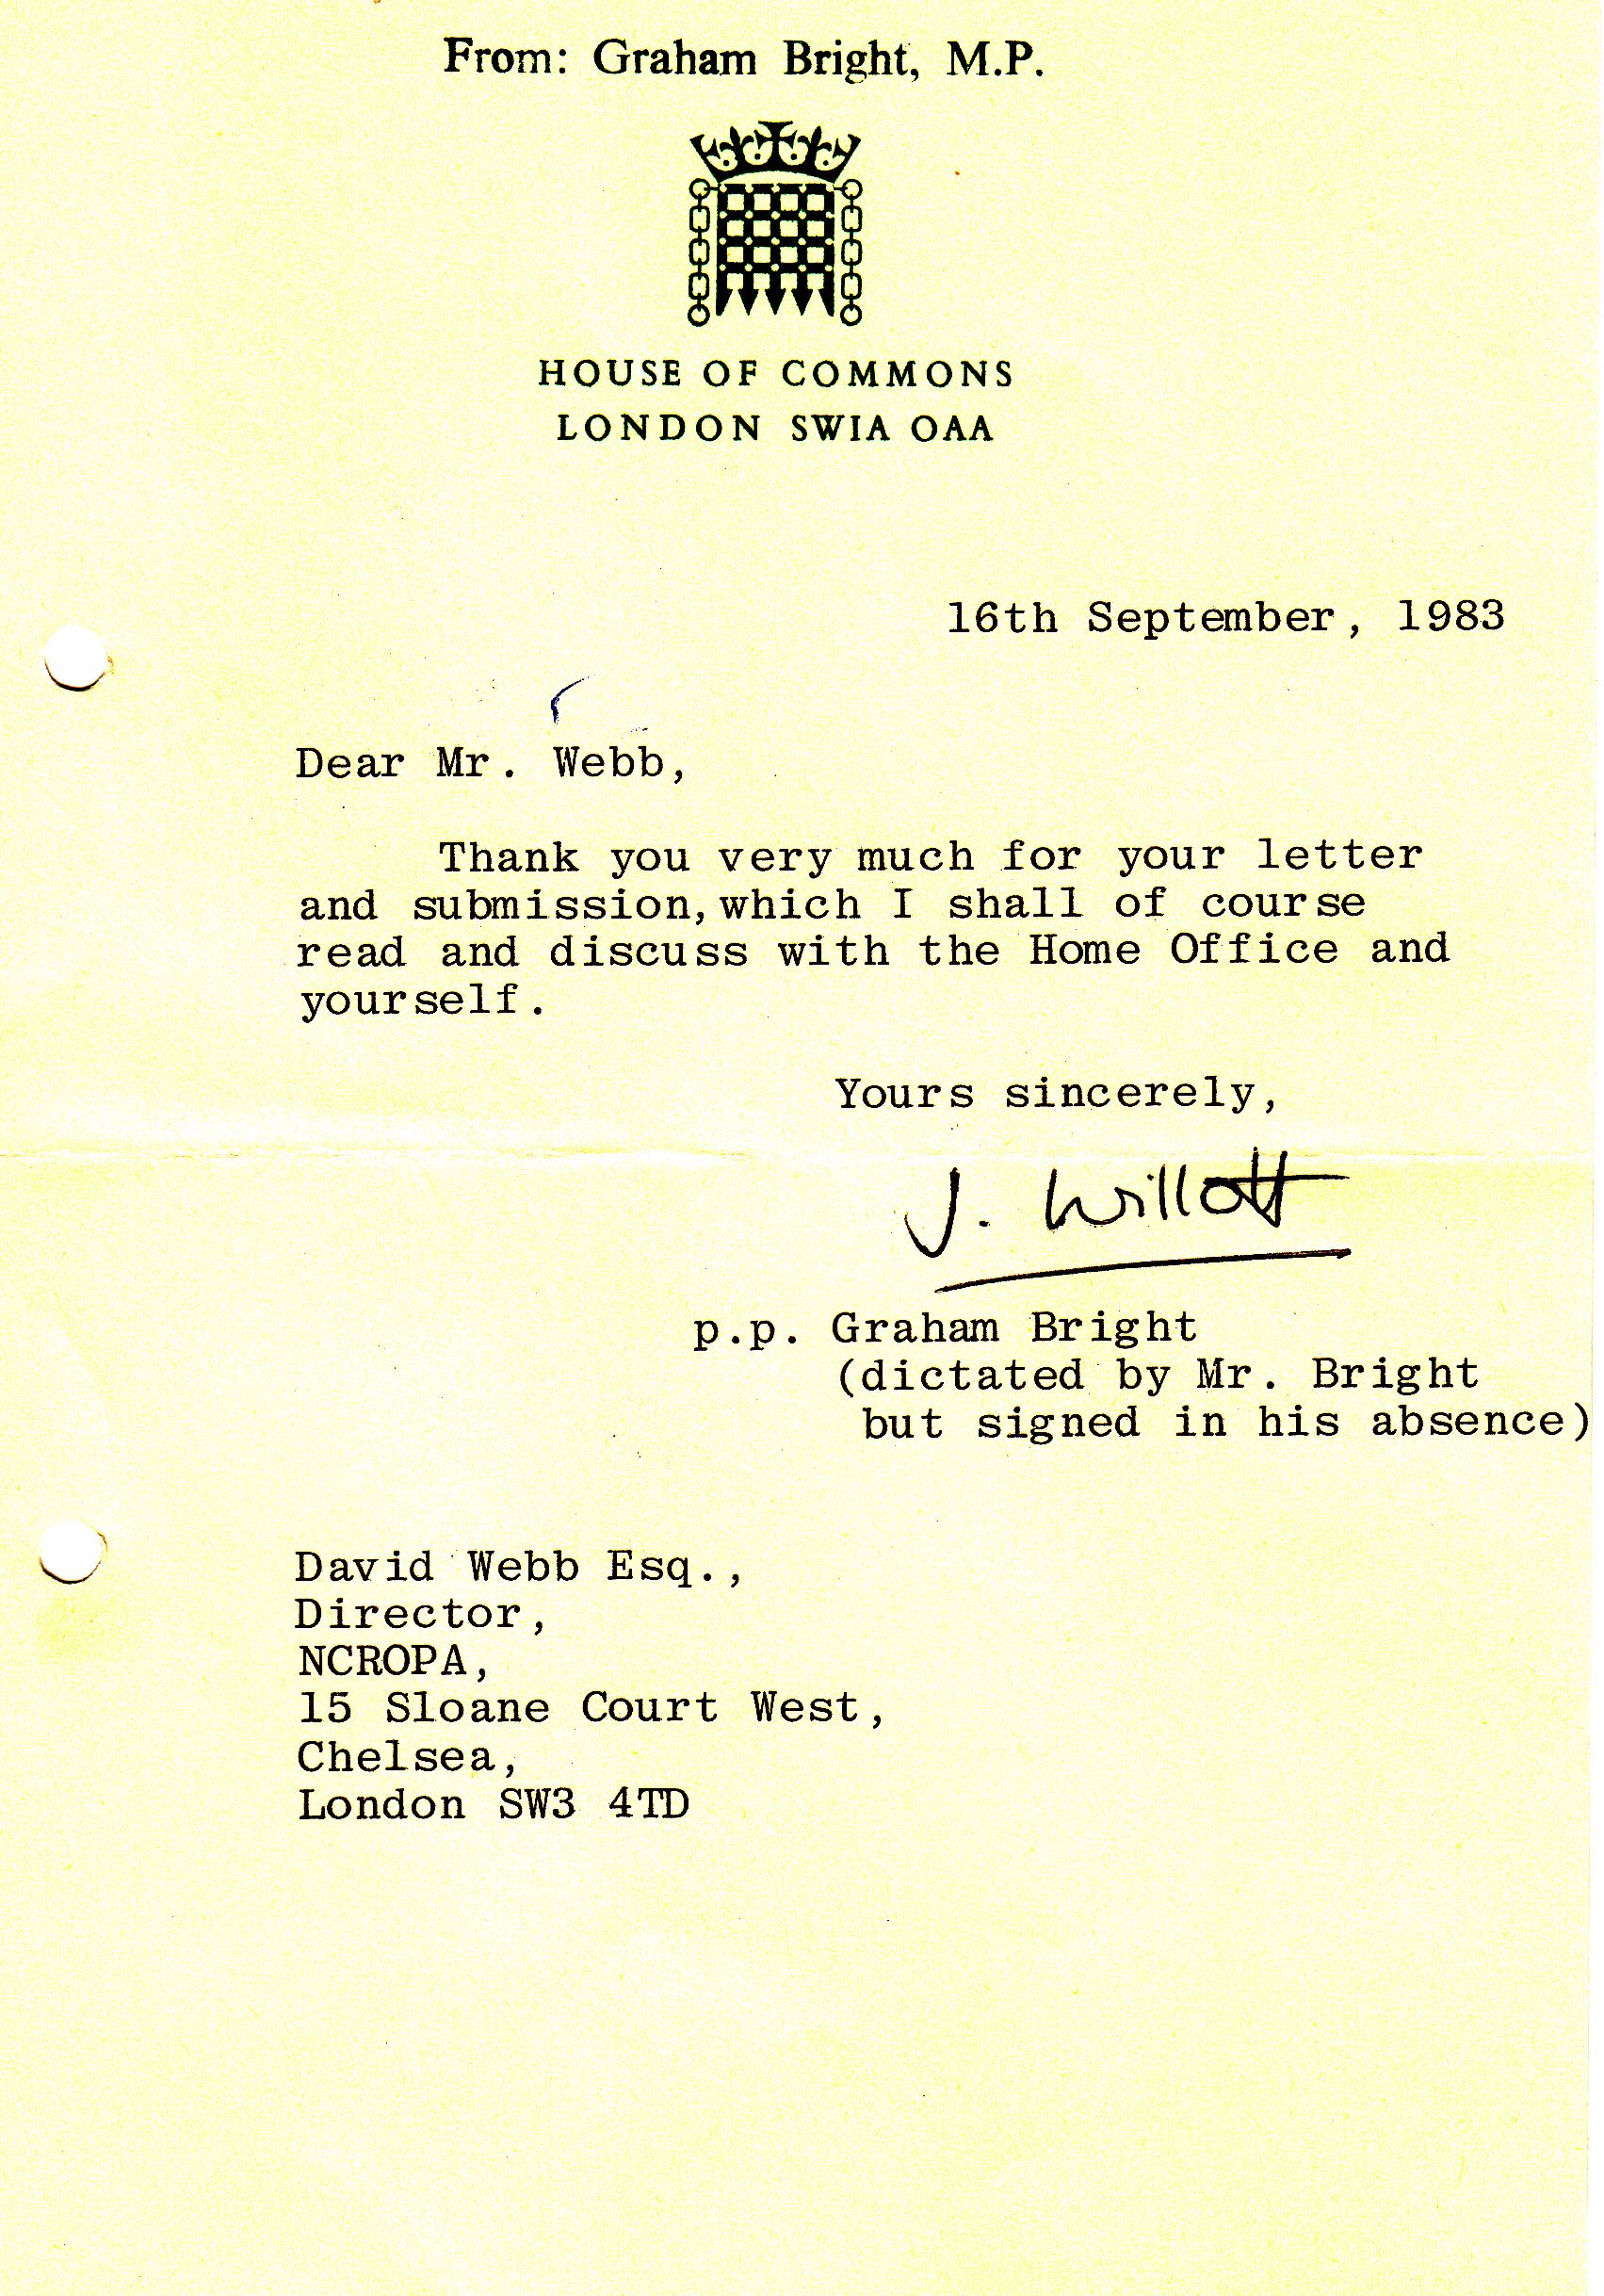 From: Graham Bright, M.P.
HOUSE OF COMMONS
LONDON SWIA OAA
16th September, 1983
Dear Mr. Webb,
Thank you very much for your letter
and submission, which I shall of course
read and discuss with the Home Office and
yourself.
Yours sincerely,
J. Willott
p.p. Graham Bright
(dictated by Mr. Bright
but signed in his absence)
David Webb Esq.,
Director,
NCROPA,
15 Sloane Court West,
Chelsea,
London SW3 4TD